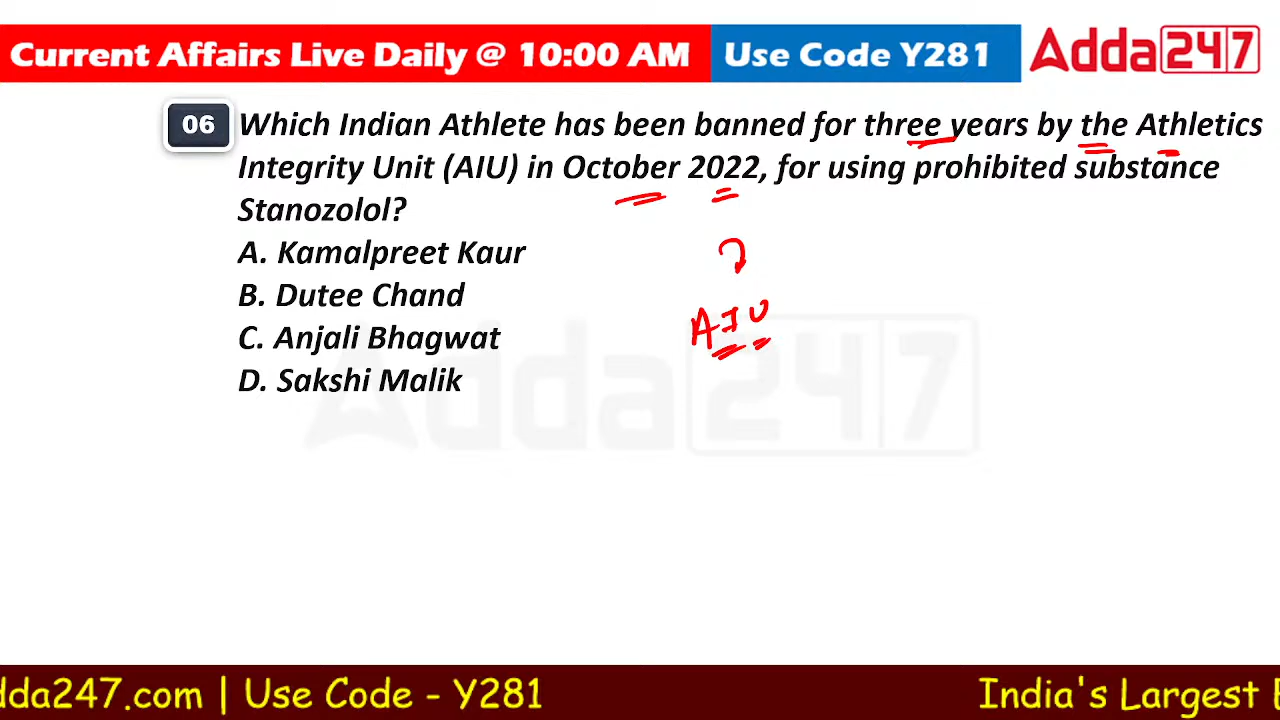 Current Affairs Live Daily @ 10:00 AM
Use Code Y281
Adda247
06
Which Indian Athlete has been banned for three years by the Athletics
Integrity Unit (AIU) in October 2022, for using prohibited substance
Stanozolol?
A. Kamalpreet Kaur
B. Dutee Chand
C. Anjali Bhagwat
D. Sakshi Malik
AIU
Adda247
dda247.com | Use Code - Y281
India's Largest